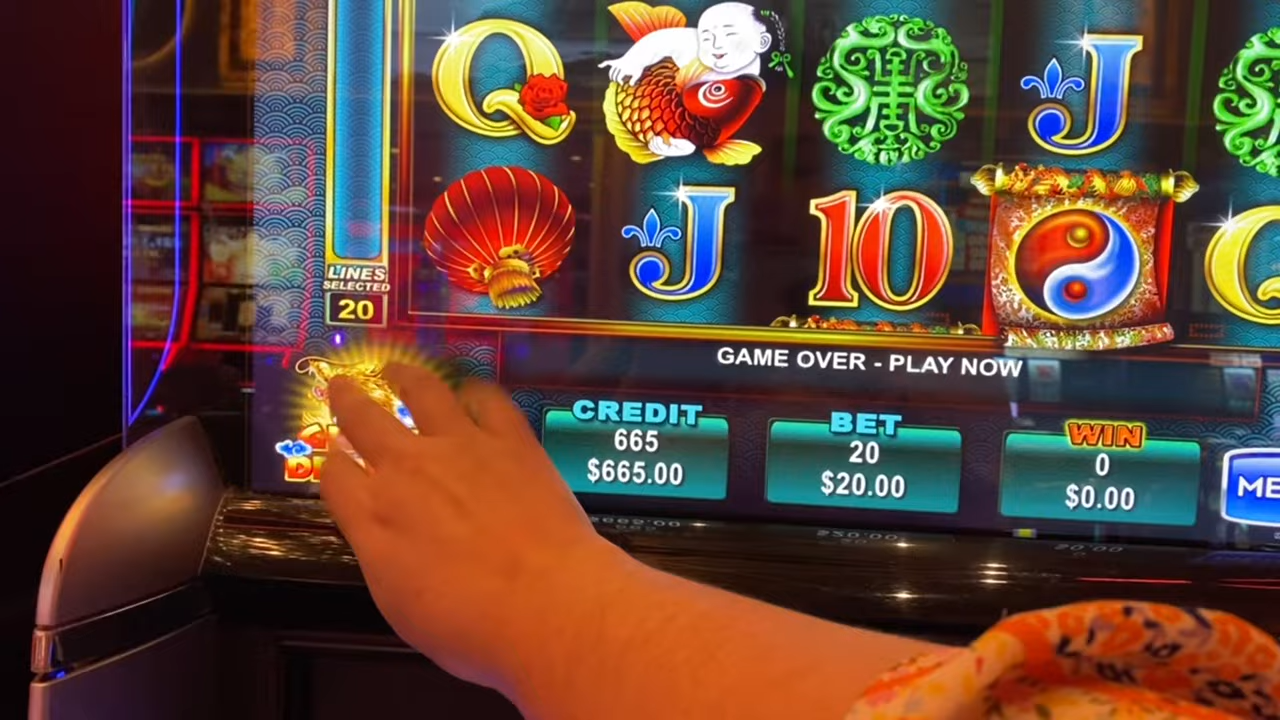 Q
J
J
10
Q
LINES
SELECTED
20
GAME OVER - PLAY NOW
CREDIT
665
$665.00
BET
20
$20.00
WIN
0
$0.00
ME